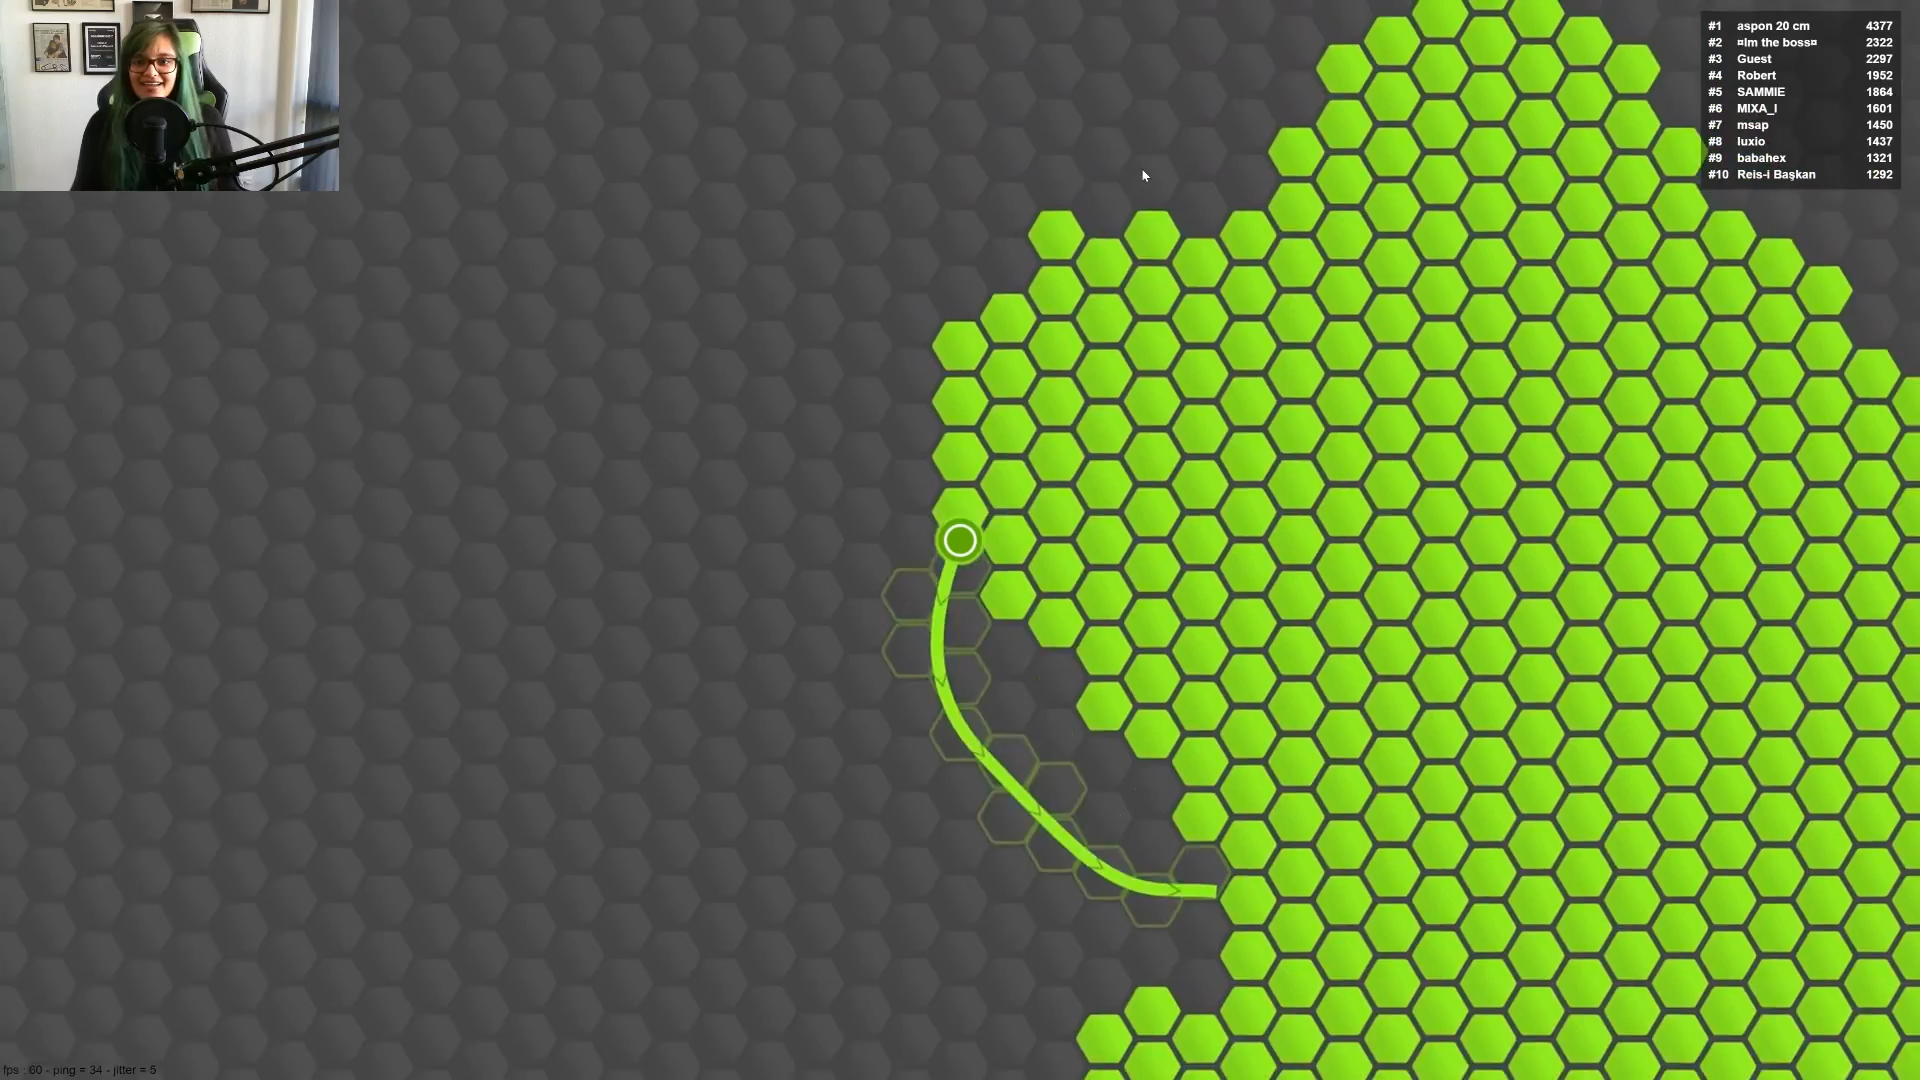 #1 aspon 20 cm 4377
#2 ¤Im the boss¤ 2322
#3 Guest 2297
#4 Robert 1952
#5 SAMMIE 1864
#6 MIXA_I 1601
#7 msap 1450
#8 luxio 1437
#9 babahex 1321
#10 Reis-i Başkan 1292
fps : 60 - ping = 34 - jitter = 5